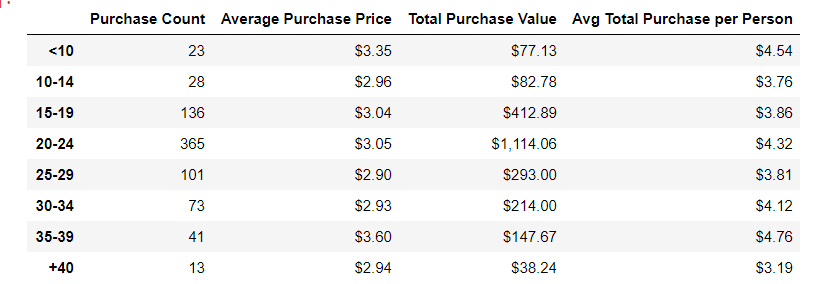 Purchase Count Average Purchase Price Total Purchase Value Avg Total Purchase per Person
<10 23 $3.35 $77.13 $4.54
10-14 28 $2.96 $82.78 $3.76
15-19 136 $3.04 $412.89 $3.86
20-24 365 $3.05 $1,114.06 $4.32
25-29 101 $2.90 $293.00 $3.81
30-34 73 $2.93 $214.00 $4.12
35-39 41 $3.60 $147.67 $4.76
+40 13 $2.94 $38.24 $3.19